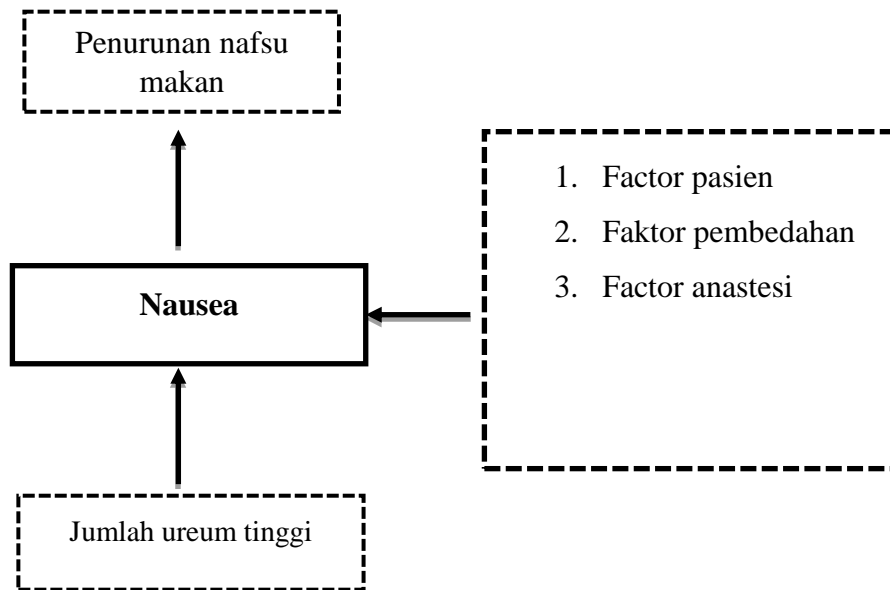 Penurunan nafsu
makan
1. Factor pasien
2. Faktor pembedahan
3. Factor anastesi
Nausea
Jumlah ureum tinggi